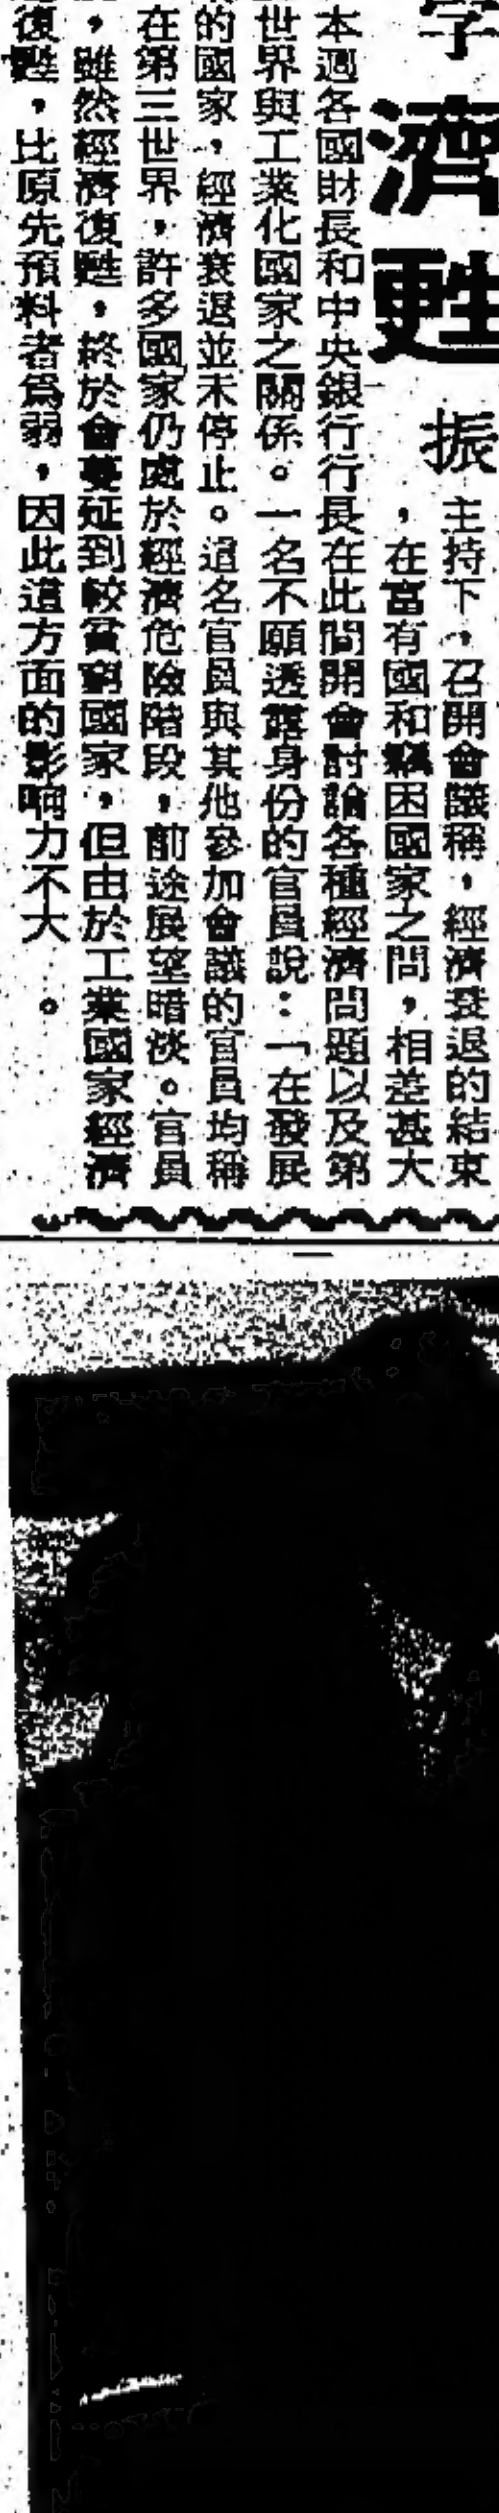 字
濟甦
振
主持下，召開會議稱，經濟衰退的結束
，在富有國和窮困國家之間，相差甚大
本週各國財長和中央銀行行長在此間開會討論各種經濟問題以及第
世界與工業化國家之關係。一名不願透露身份的官員說：「在發展
的國家，經濟衰退並未停止。這名官員與其他參加會議的官員均稱
在第三世界，許多國家仍處於經濟危險階段，前途展望暗淡。官員
，雖然經濟復甦，終於會蔓延到較貧窮國家，但由於工業國家經濟
復甦，比原先預料者為弱，因此這方面的影响力不大。